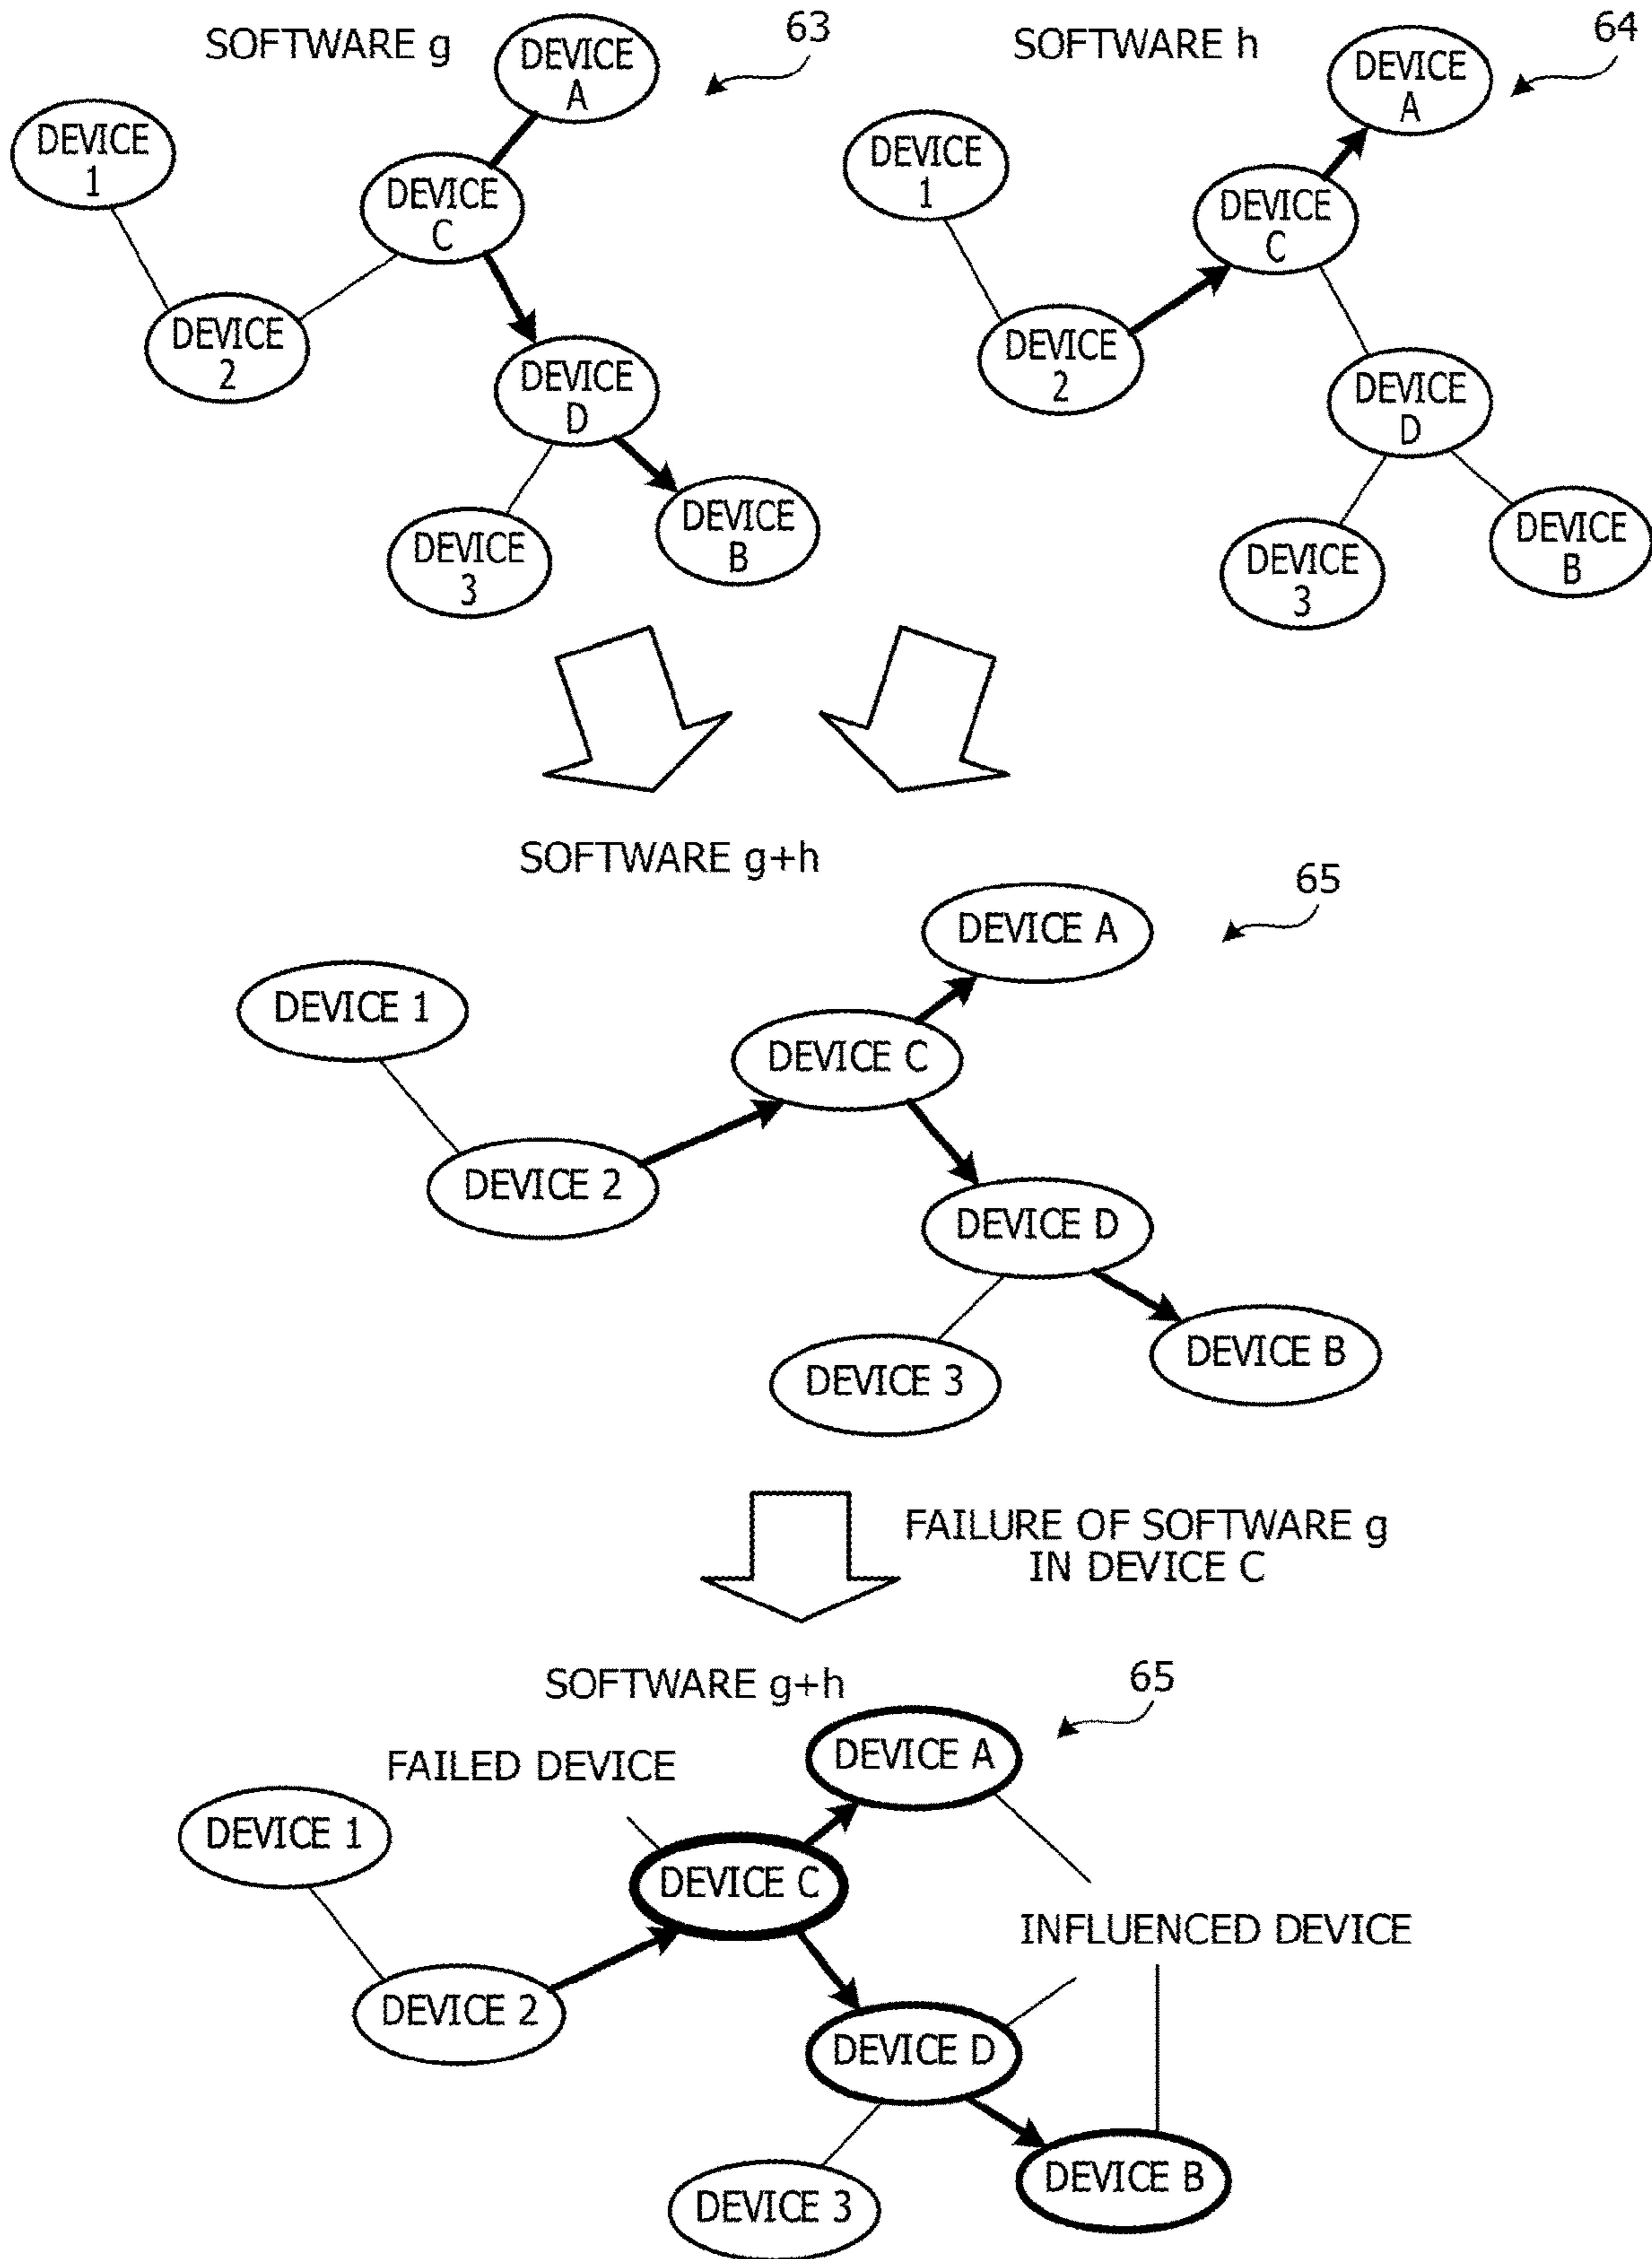 SOFTWARE g
63
DEVICE
A
DEVICE
1
DEVICE
C
DEVICE
2
DEVICE
D
DEVICE
3
DEVICE
B
SOFTWARE h
64
DEVICE
A
DEVICE
1
DEVICE
C
DEVICE
2
DEVICE
D
DEVICE
3
DEVICE
B
SOFTWARE g+h
65
DEVICE A
DEVICE 1
DEVICE C
DEVICE 2
DEVICE D
DEVICE 3
DEVICE B
FAILURE OF SOFTWARE g
IN DEVICE C
SOFTWARE g+h
65
FAILED DEVICE
DEVICE A
DEVICE 1
DEVICE C
INFLUENCED DEVICE
DEVICE 2
DEVICE D
DEVICE 3
DEVICE B